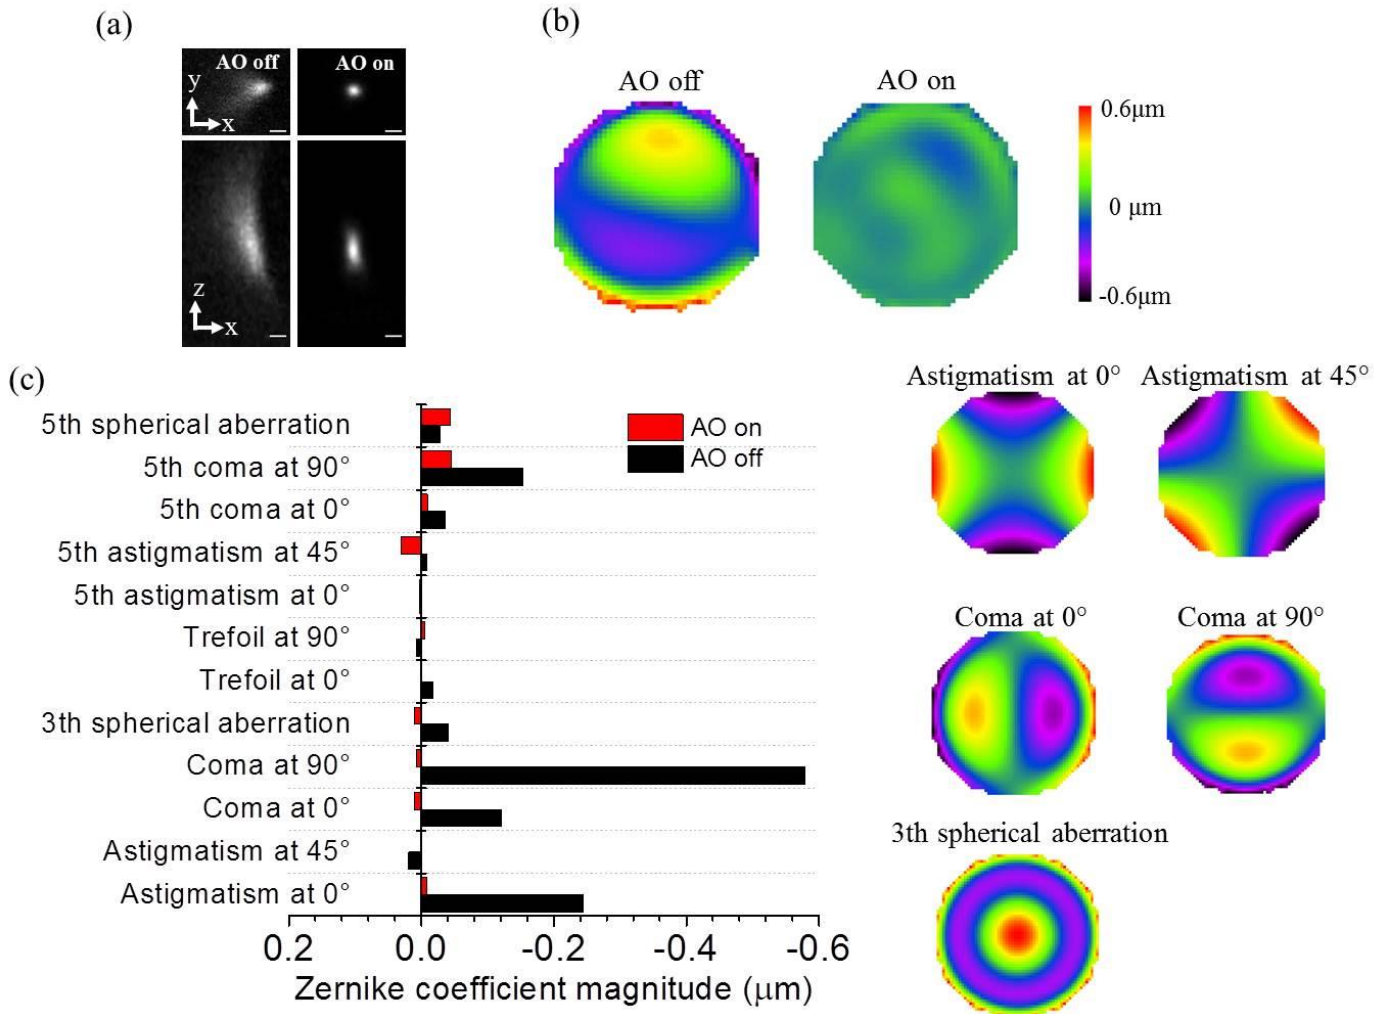 (a)
AO off
AO on
y
x
z
x
(b)
AO off
AO on
0.6μm
0 μm
-0.6μm
(c)
5th spherical aberration
5th coma at 90°
5th coma at 0°
5th astigmatism at 45°
5th astigmatism at 0°
Trefoil at 90°
Trefoil at 0°
3th spherical aberration
Coma at 90°
Coma at 0°
Astigmatism at 45°
Astigmatism at 0°
AO on
AO off
0.2 0.0 -0.2 -0.4 -0.6
Zernike coefficient magnitude (μm)
Astigmatism at 0°
Astigmatism at 45°
Coma at 0°
Coma at 90°
3th spherical aberration